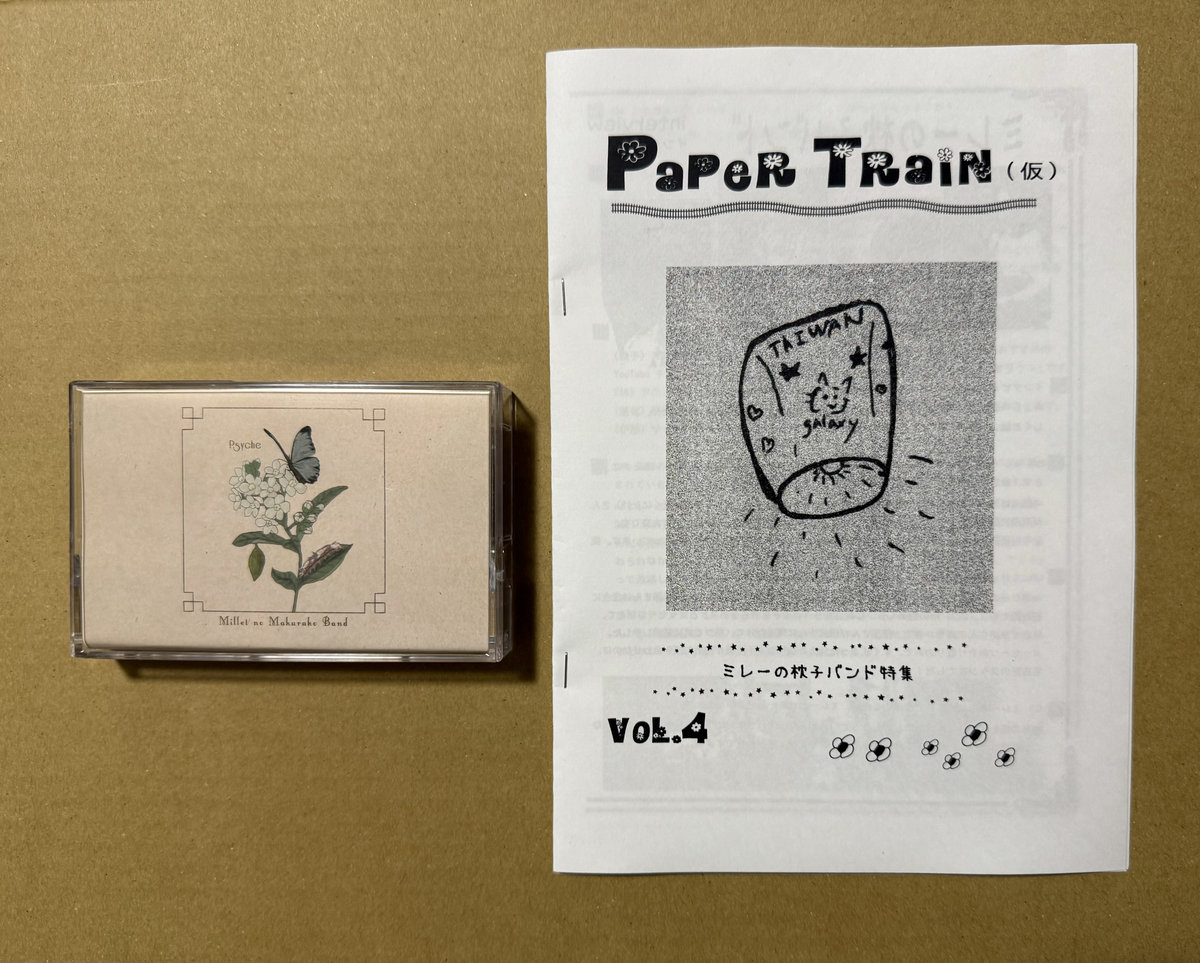 Psyche
Millet no Makurako Band
PAPER TRAIN（仮）
TAIWAN
galaxy
ミレーの枕子バンド特集
VOL.4